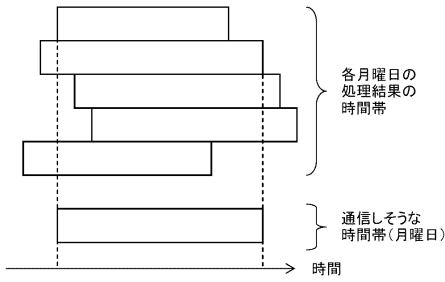 各月曜日の
処理結果の
時間帯
通信しそうな
時間帯(月曜日)
時間